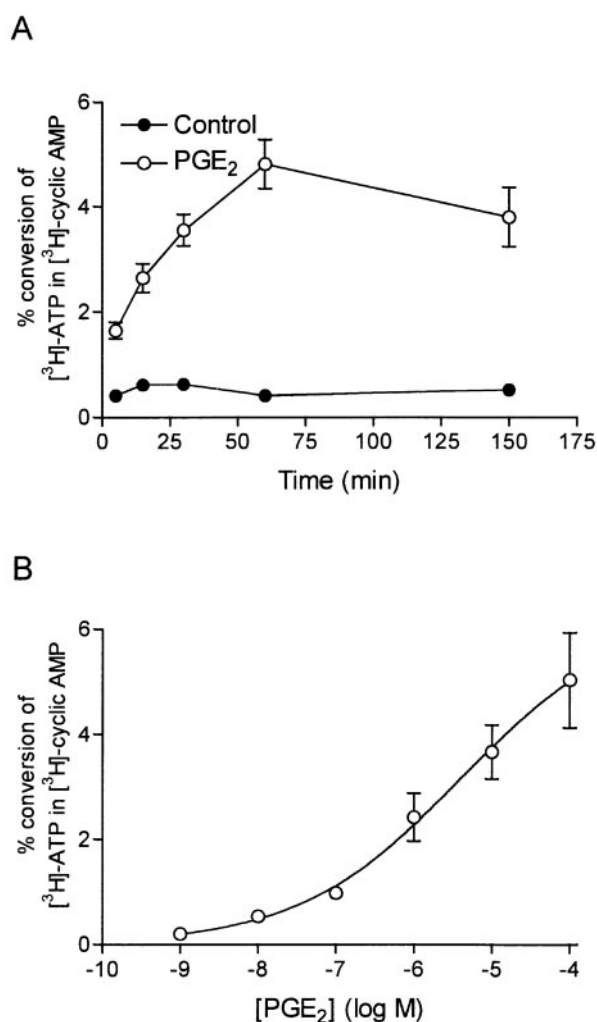 A
% conversion of
[³H]-ATP in [³H]-cyclic AMP
6
4
2
0
Control
PGE₂
0 25 50 75 100 125 150 175
Time (min)
B
% conversion of
[³H]-ATP in [³H]-cyclic AMP
6
4
2
0
-10 -9 -8 -7 -6 -5 -4
[PGE₂] (log M)